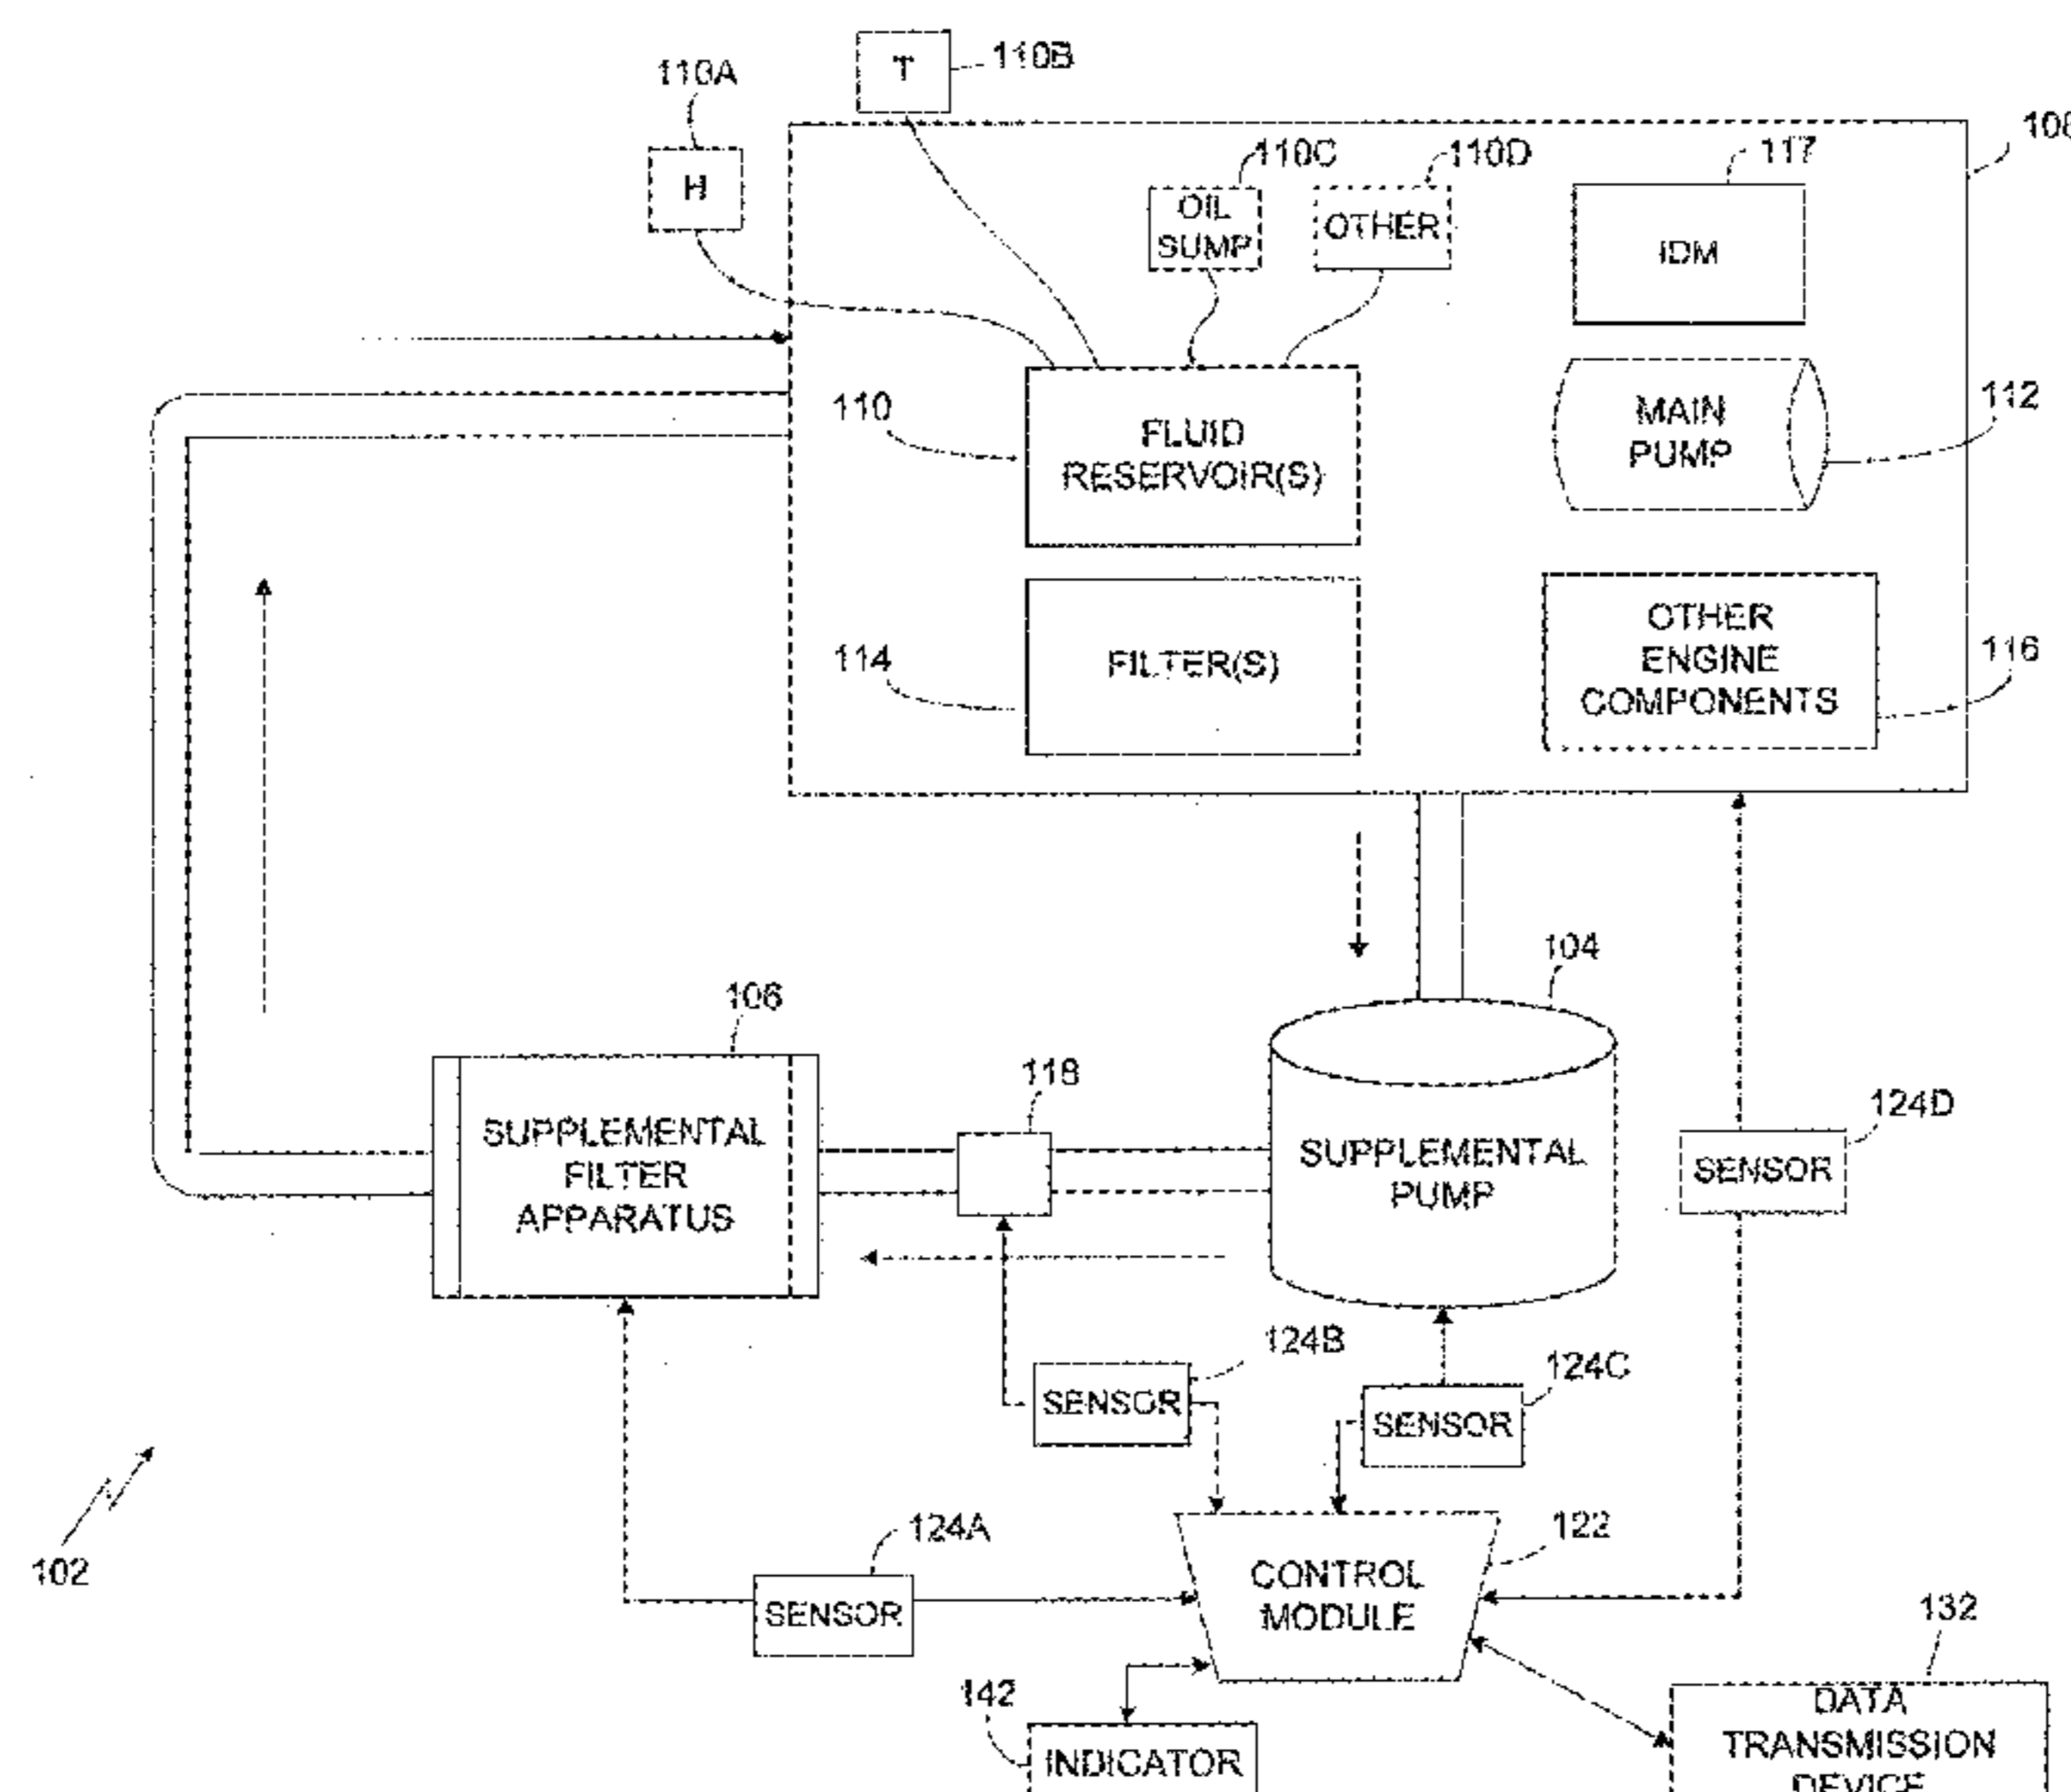 110A
T
110B
H
110C
110D
117
OIL
SUMP
OTHER
IDM
110
FLUID
RESERVOIR(S)
MAIN
PUMP
112
114
FILTER(S)
OTHER
ENGINE
COMPONENTS
116
104
106
118
SUPPLEMENTAL
FILTER
APPARATUS
SUPPLEMENTAL
PUMP
124D
SENSOR
124B
SENSOR
124C
SENSOR
102
124A
SENSOR
CONTROL
MODULE
122
132
142
INDICATOR
DATA
TRANSMISSION
DEVICE